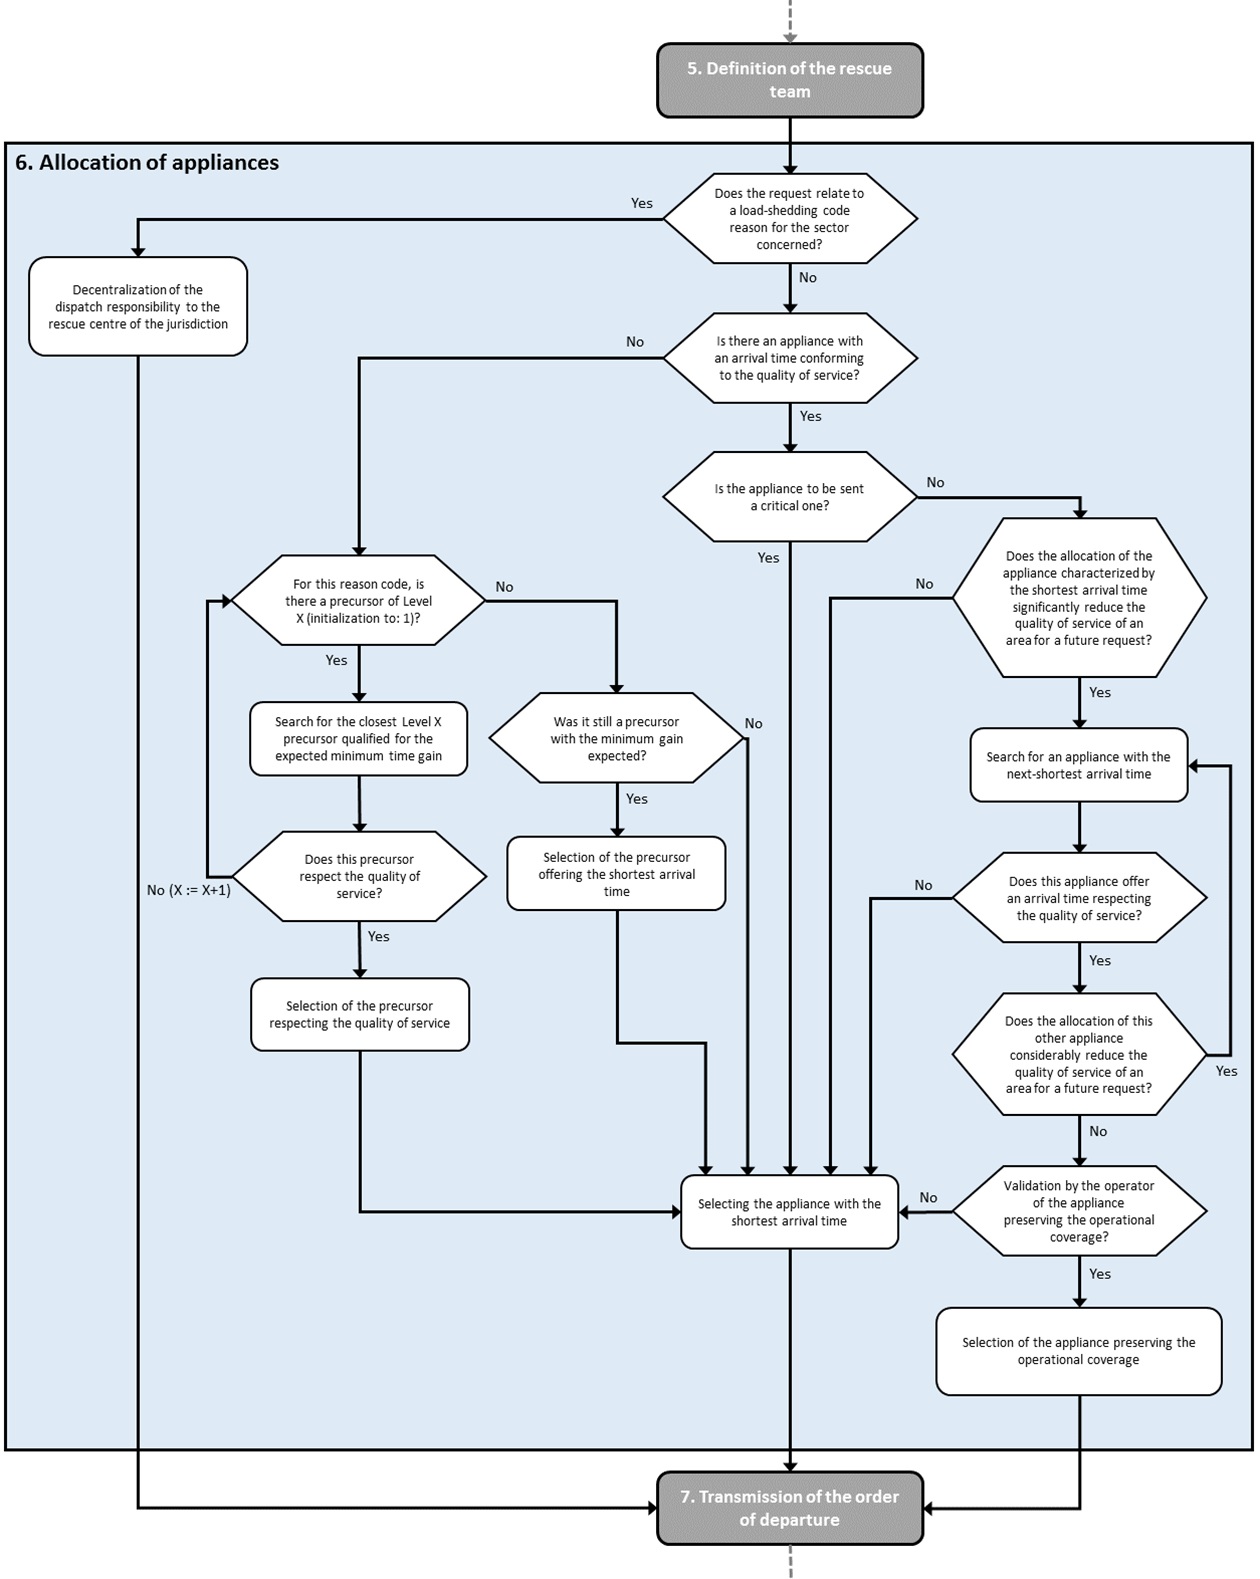 5. Definition of the rescue
team
6. Allocation of appliances
Does the request relate to
a load-shedding code
reason for the sector
concerned?
Yes
No
Decentralization of the
dispatch responsibility to the
rescue centre of the jurisdiction
Is there an appliance with
an arrival time conforming
to the quality of service?
No
Yes
Is the appliance to be sent
a critical one?
No
Yes
Does the allocation of the
appliance characterized by
the shortest arrival time
significantly reduce the
quality of service of an
area for a future request?
No
Yes
For this reason code, is
there a precursor of Level
X (initialization to: 1)?
No
Yes
Search for the closest Level X
precursor qualified for the
expected minimum time gain
Was it still a precursor
with the minimum gain
expected?
No
Yes
Search for an appliance with the
next-shortest arrival time
Does this precursor
respect the quality of
service?
No (X := X+1)
Yes
Selection of the precursor
offering the shortest arrival
time
Does this appliance offer
an arrival time respecting
the quality of service?
No
Yes
Selection of the precursor
respecting the quality of service
Does the allocation of this
other appliance
considerably reduce the
quality of service of an
area for a future request?
Yes
No
Selecting the appliance with the
shortest arrival time
No
Validation by the operator
of the appliance
preserving the operational
coverage?
Yes
Selection of the appliance preserving the
operational coverage
7. Transmission of the order
of departure